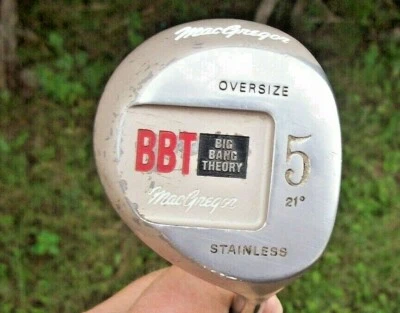 MacGregor
OVERSIZE
BBT
BIG
BANG
THEORY
5
21°
MacGregor
STAINLESS